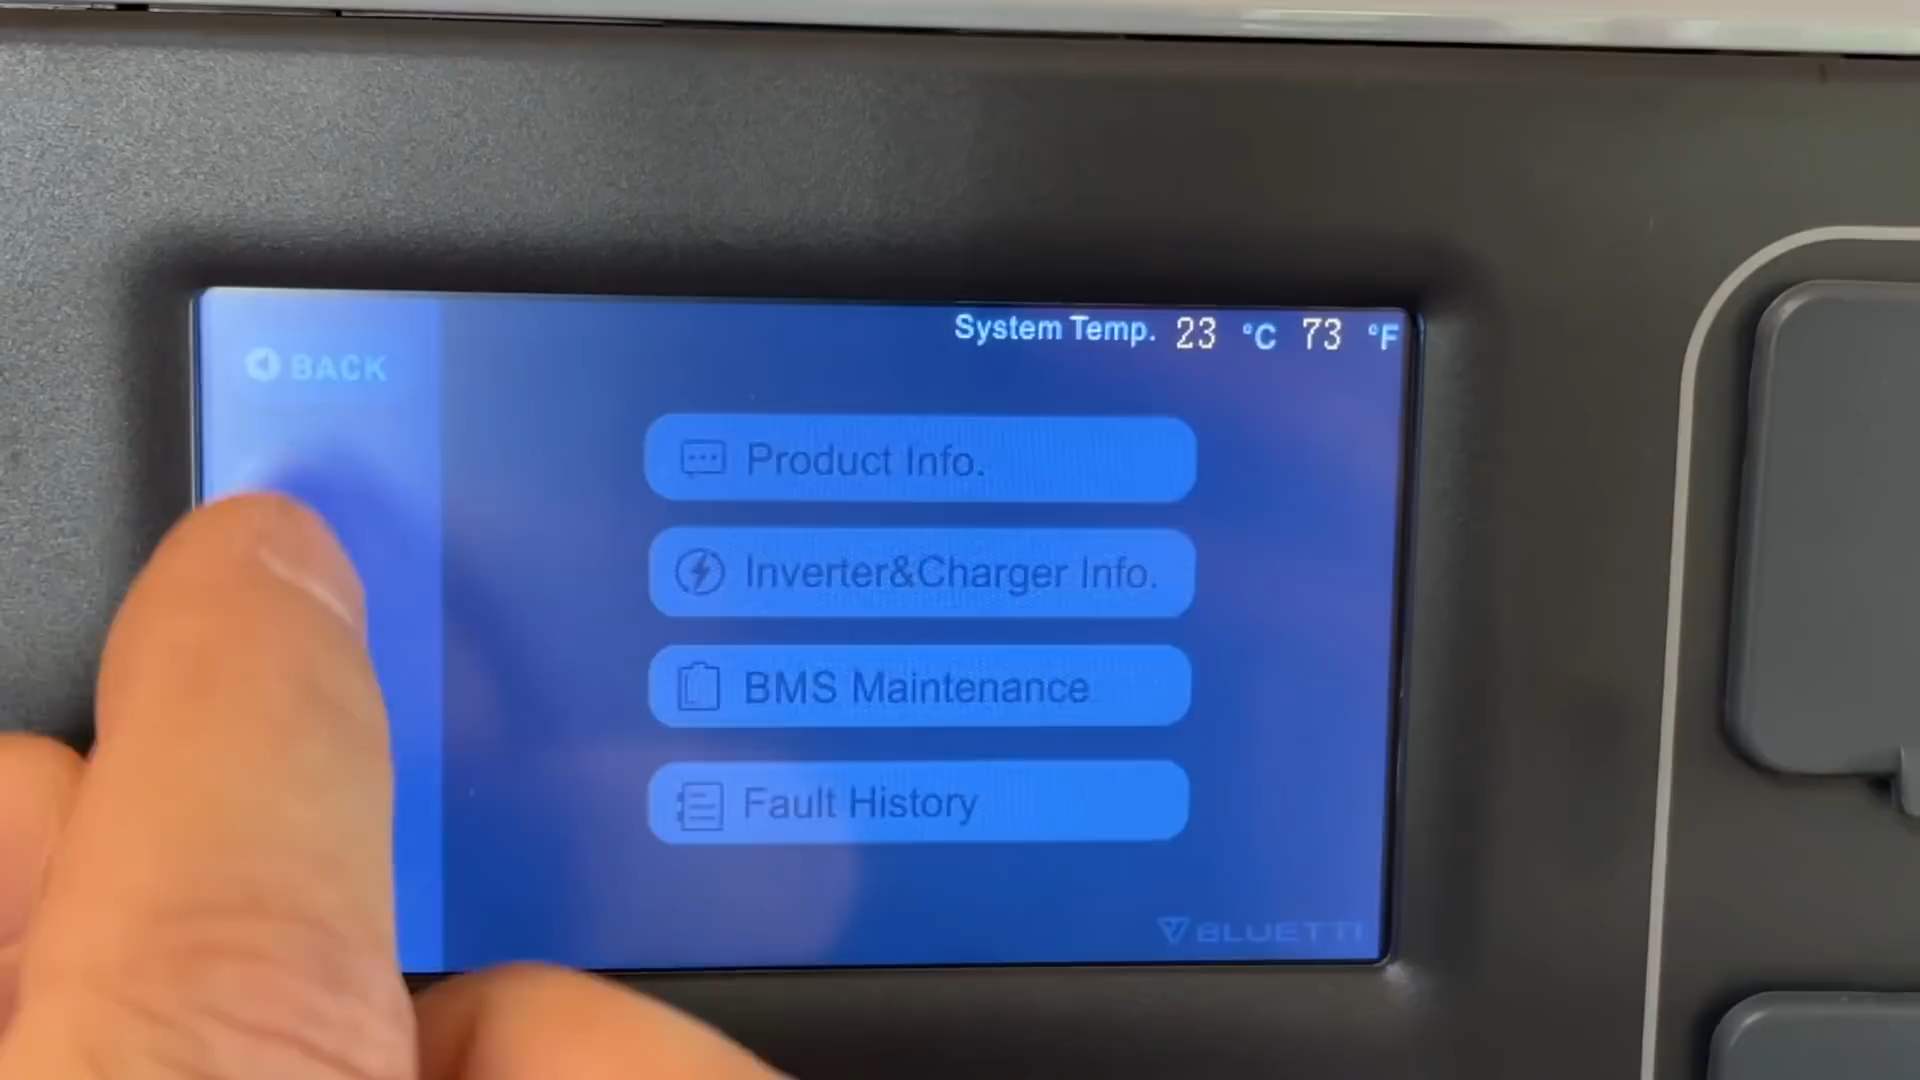 System Temp. 23 °C 73 °F
BACK
Product Info.
Inverter&Charger Info.
BMS Maintenance
Fault History
BLUETTI